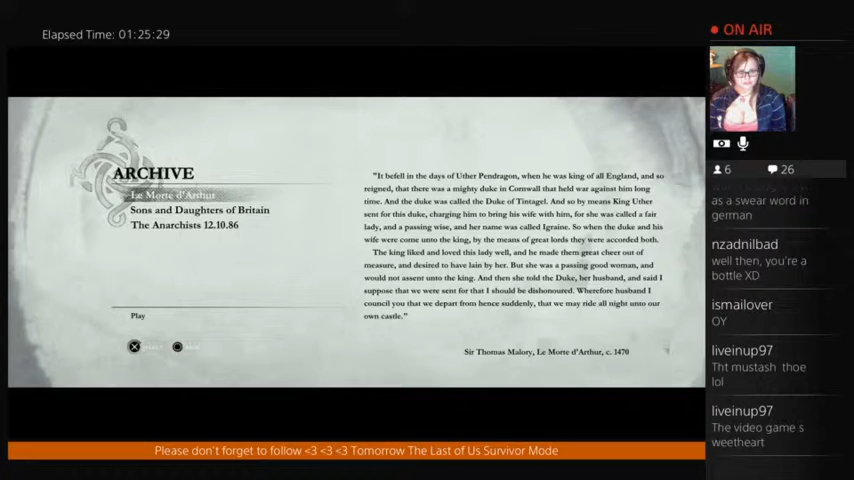 Elapsed Time: 01:25:29
ON AIR
6
26
ARCHIVE
Le Morte d'Arthur
Sons and Daughters of Britain
The Anarchists 12.10.86
Play
"It befell in the days of Uther Pendragon, when he was king of all England, and so
reigned, that there was a mighty duke in Cornwall that held war against him long
time. And the duke was called the Duke of Tintagel. And so by means King Uther
sent for this duke, charging him to bring his wife with him, for she was called a fair
lady, and a passing wise, and her name was called Igraine. So when the duke and his
wife were come unto the king, by the means of great lords they were accorded both.
The king liked and loved this lady well, and he made them great cheer out of
measure, and desired to have lain by her. But she was a passing good woman, and
would not assent unto the king. And then she told the Duke, her husband, and said I
suppose that we were sent for that I should be dishonoured. Wherefore husband I
council you that we depart from hence suddenly, that we may ride all night unto our
own castle."
Sir Thomas Malory, Le Morte d'Arthur, c. 1470
as a swear word in
german
nzadnilbad
well then, you're a
bottle XD
ismailover
OY
liveinup97
Tht mustash thoe
lol
liveinup97
The video game s
weetheart
Please don't forget to follow <3 <3 <3 Tomorrow The Last of Us Survivor Mode